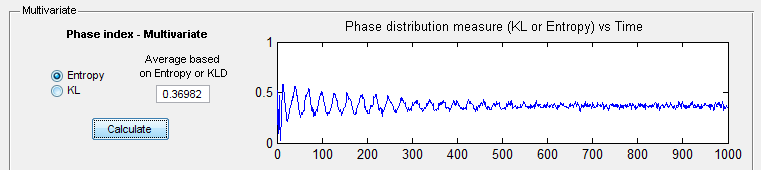 Multivariate
Phase index - Multivariate
Average based
on Entropy or KLD
Entropy
KL
0.36982
Calculate
Phase distribution measure (KL or Entropy) vs Time
1
0.5
0
0 100 200 300 400 500 600 700 800 900 1000